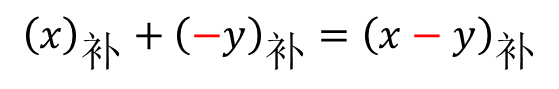 (x)补 + (−y)补 = (x − y)补